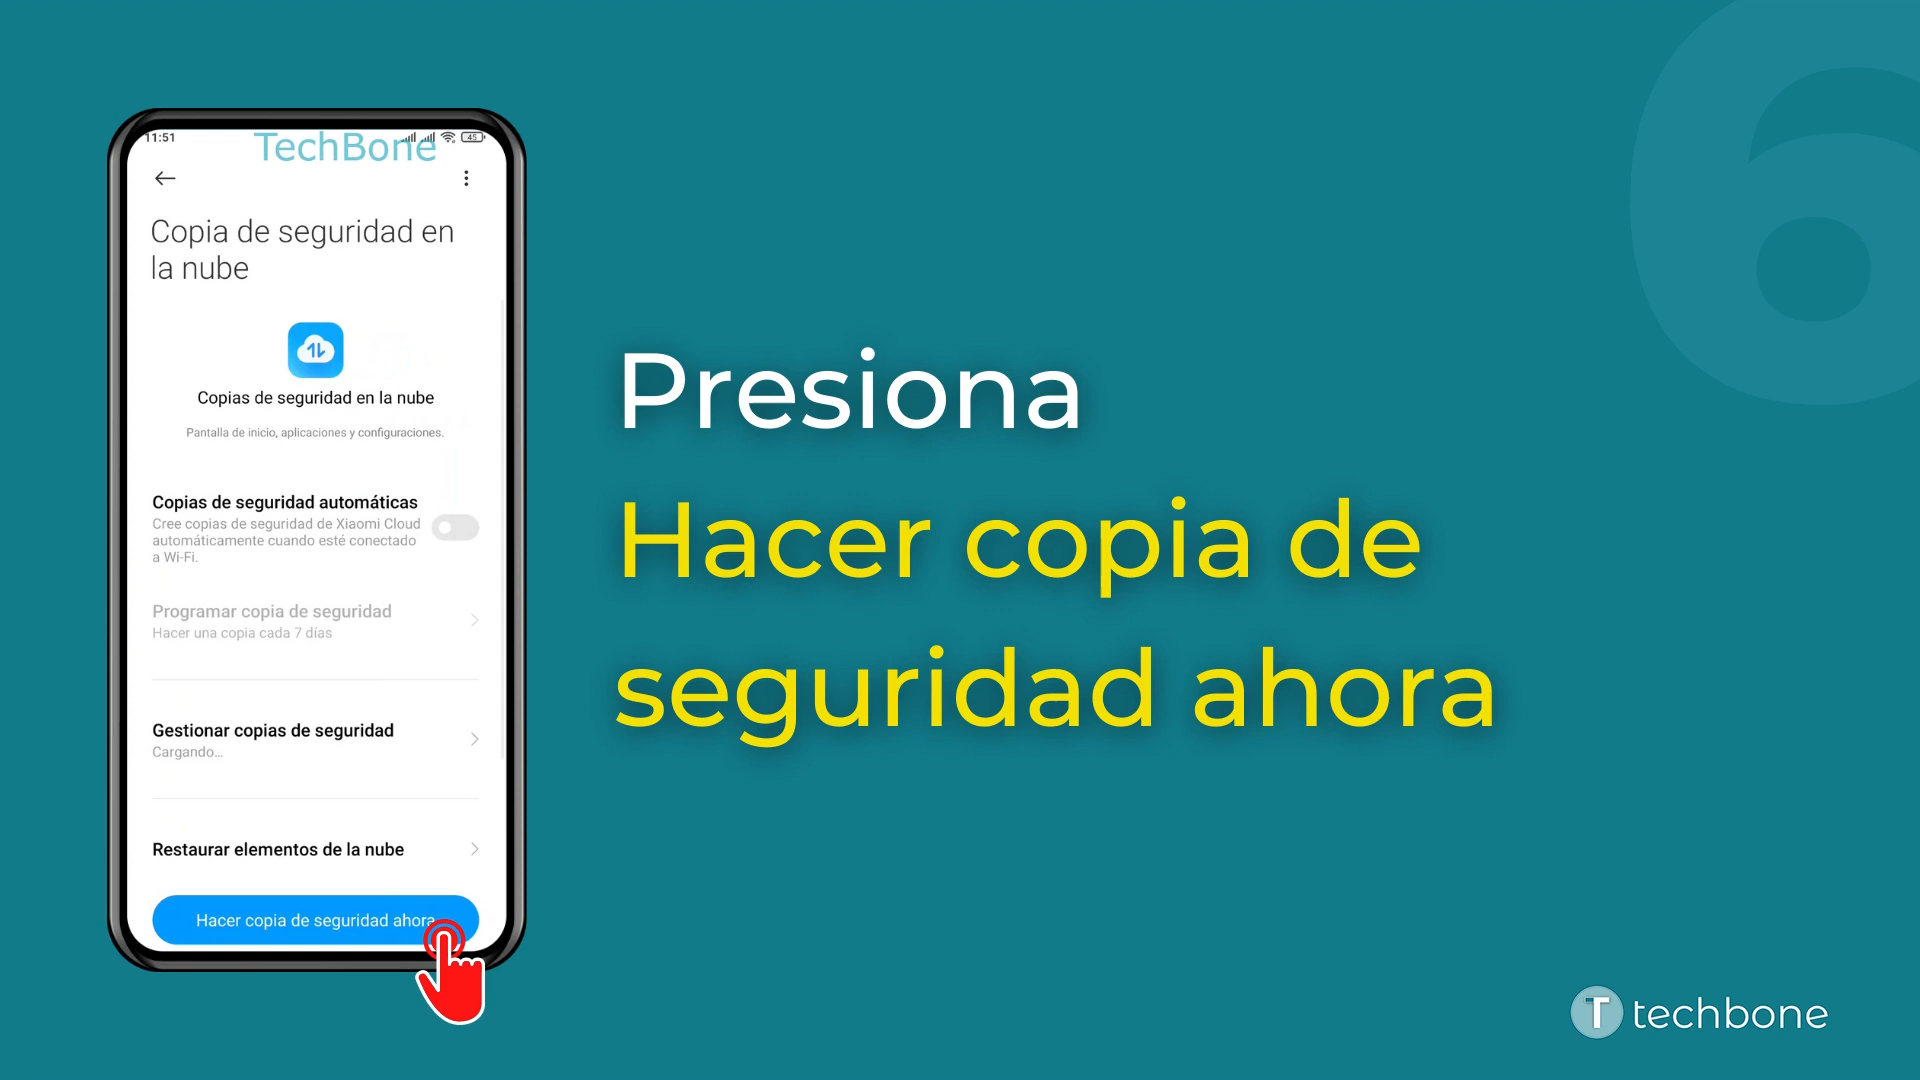 6
11:51
TechBone
45
Copia de seguridad en
la nube
Copias de seguridad en la nube
Pantalla de inicio, aplicaciones y configuraciones.
Copias de seguridad automáticas
Cree copias de seguridad de Xiaomi Cloud
automáticamente cuando esté conectado
a Wi-Fi.
Programar copia de seguridad
Hacer una copia cada 7 días
Gestionar copias de seguridad
Cargando...
Restaurar elementos de la nube
Hacer copia de seguridad ahora
Presiona
Hacer copia de
seguridad ahora
T techbone